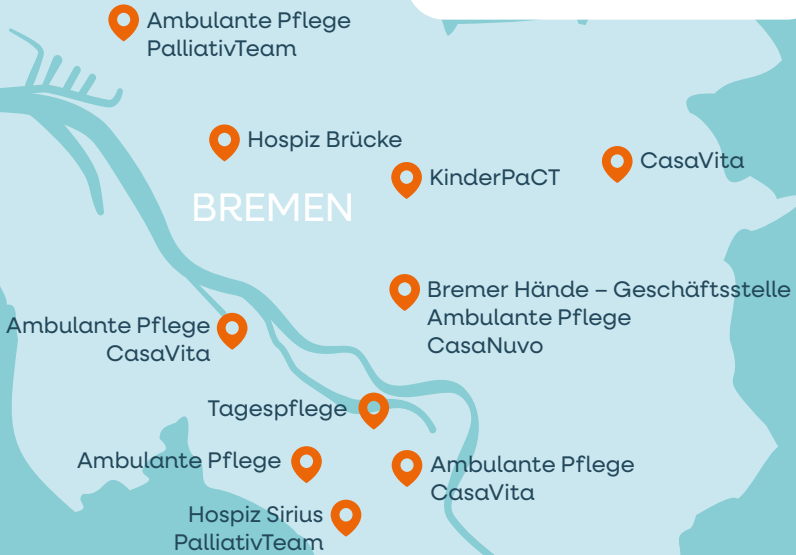 Ambulante Pflege
PalliativTeam
Hospiz Brücke
CasaVita
KinderPaCT
BREMEN
Bremer Hände – Geschäftsstelle
Ambulante Pflege
CasaNuvo
Ambulante Pflege
CasaVita
Tagespflege
Ambulante Pflege
Ambulante Pflege
CasaVita
Hospiz Sirius
PalliativTeam